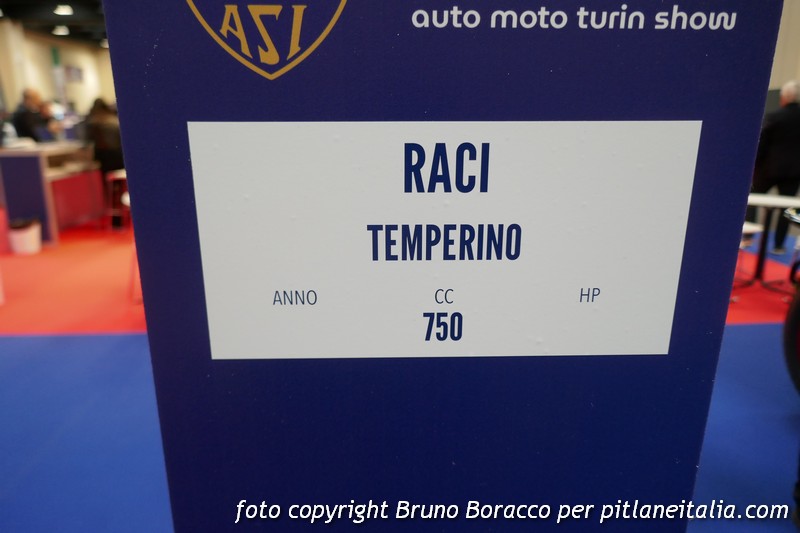 ASI
auto moto turin show
RACI
TEMPERINO
ANNO CC HP
750
foto copyright Bruno Boracco per pitlaneitalia.com